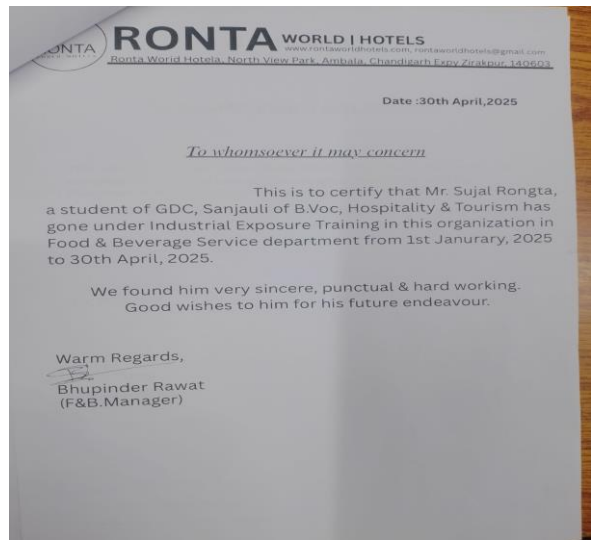 ONTA
RONTA WORLD | HOTELS
www.rontaworldhotels.com, rontaworldhotels@gmail.com
Ronta World Hotela, North View Park, Ambala, Chandigarh Expy Zirakpur, 140603
Date :30th April,2025
To whomsoever it may concern
This is to certify that Mr. Sujal Rongta,
a student of GDC, Sanjauli of B.Voc, Hospitality & Tourism has
gone under Industrial Exposure Training in this organization in
Food & Beverage Service department from 1st Janurary, 2025
to 30th April, 2025.
We found him very sincere, punctual & hard working.
Good wishes to him for his future endeavour.
Warm Regards,
Bhupinder Rawat
(F&B.Manager)